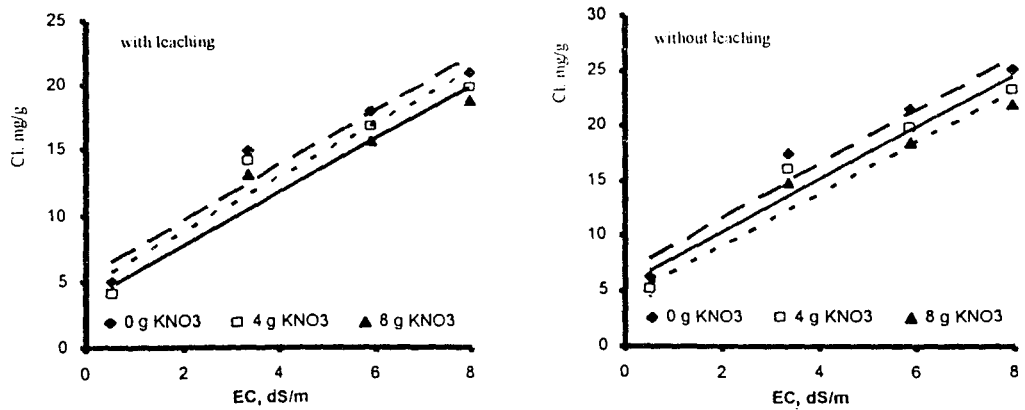 25
20
15
10
5
0
Cl. mg/g
with leaching
◆ 0 g KNO3 □ 4 g KNO3 ▲ 8 g KNO3
0 2 4 6 8
EC, dS/m
30
25
20
15
10
5
0
Cl. mg/g
without leaching
◆ 0 g KNO3 □ 4 g KNO3 ▲ 8 g KNO3
0 2 4 6 8
EC, dS/m